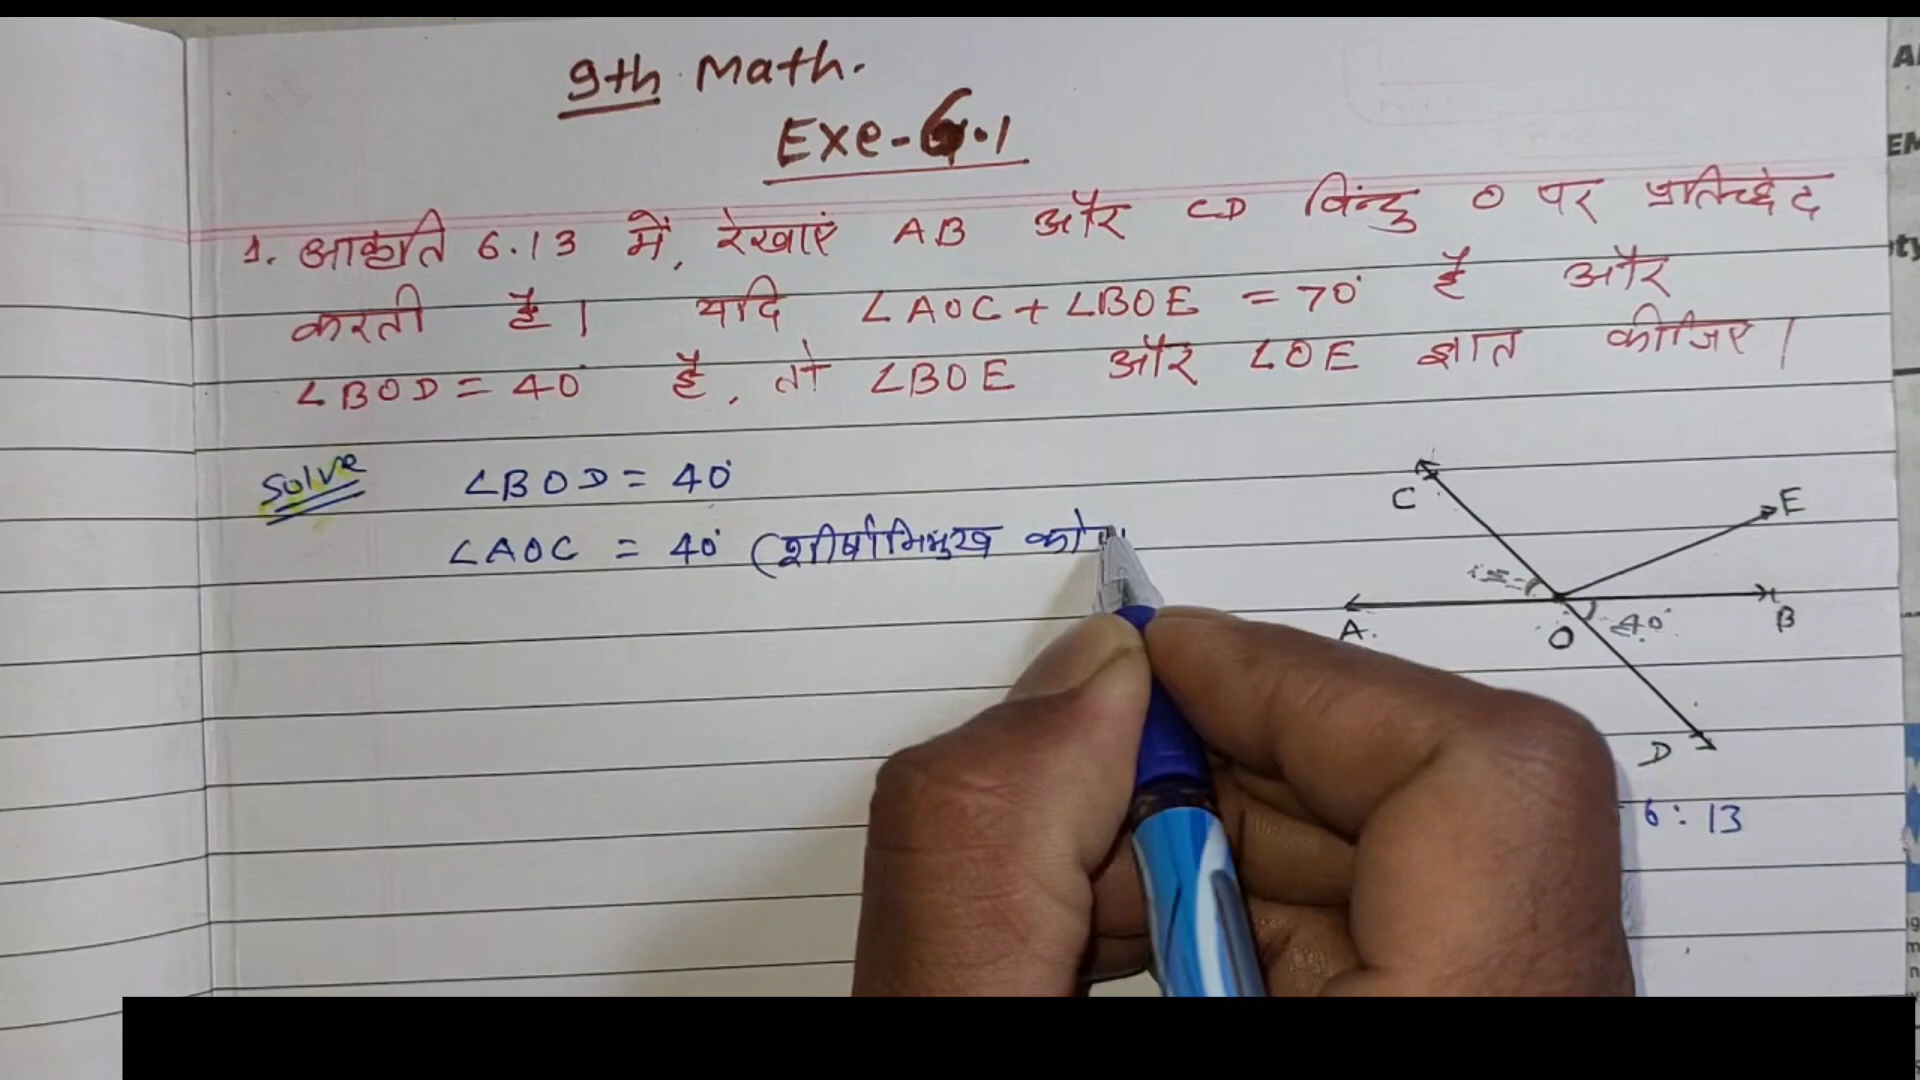 9th Math.
Exe-6.1
1. आकृति 6.13 में, रेखाएं AB और CD बिन्दु O पर प्रतिच्छेद
करती है। यदि ∠AOC + ∠BOE = 70° है और
∠BOD = 40° है, तो ∠BOE और ∠OE ज्ञात कीजिए।
Solve ∠BOD = 40°
∠AOC = 40° (शीर्षाभिमुख
C
E
A.
O
40°
B
D
6:13